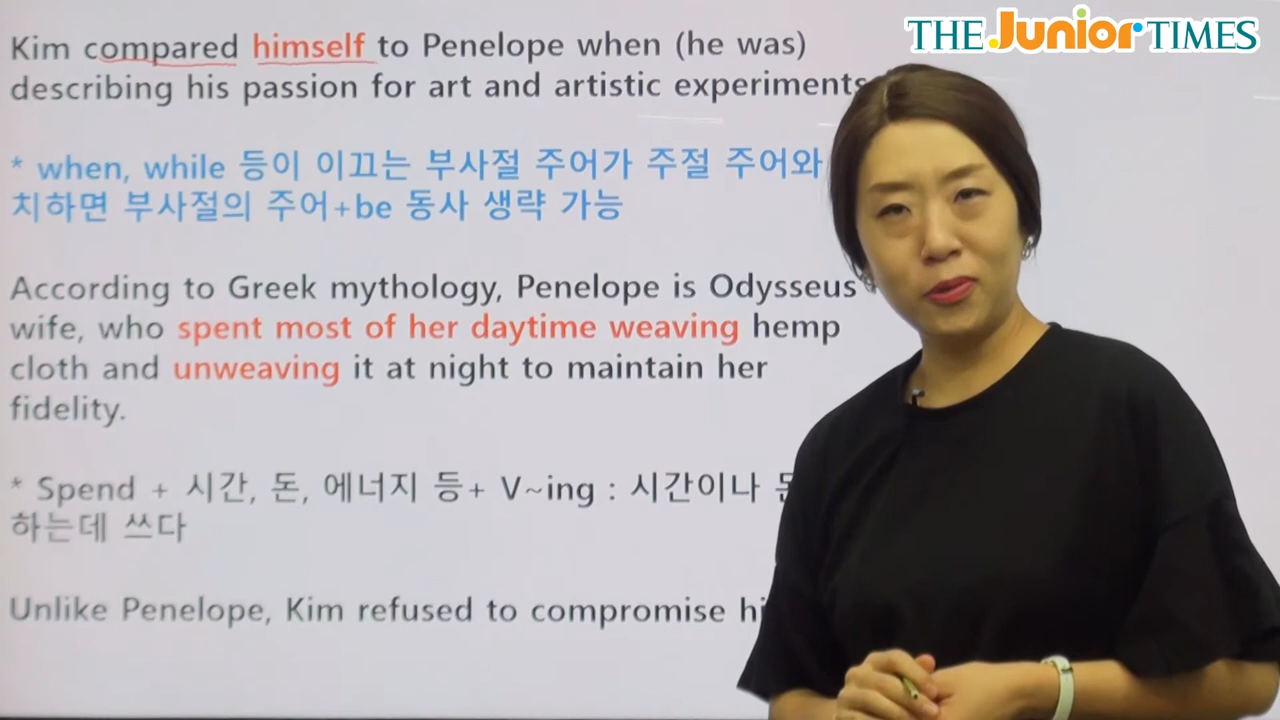 THE Junior TIMES
Kim compared himself to Penelope when (he was)
describing his passion for art and artistic experiments
* when, while 등이 이끄는 부사절 주어가 주절 주어와
치하면 부사절의 주어+be 동사 생략 가능
According to Greek mythology, Penelope is Odysseus
wife, who spent most of her daytime weaving hemp
cloth and unweaving it at night to maintain her
fidelity.
* Spend + 시간, 돈, 에너지 등+ V~ing : 시간이나
하는데 쓰다
Unlike Penelope, Kim refused to compromise